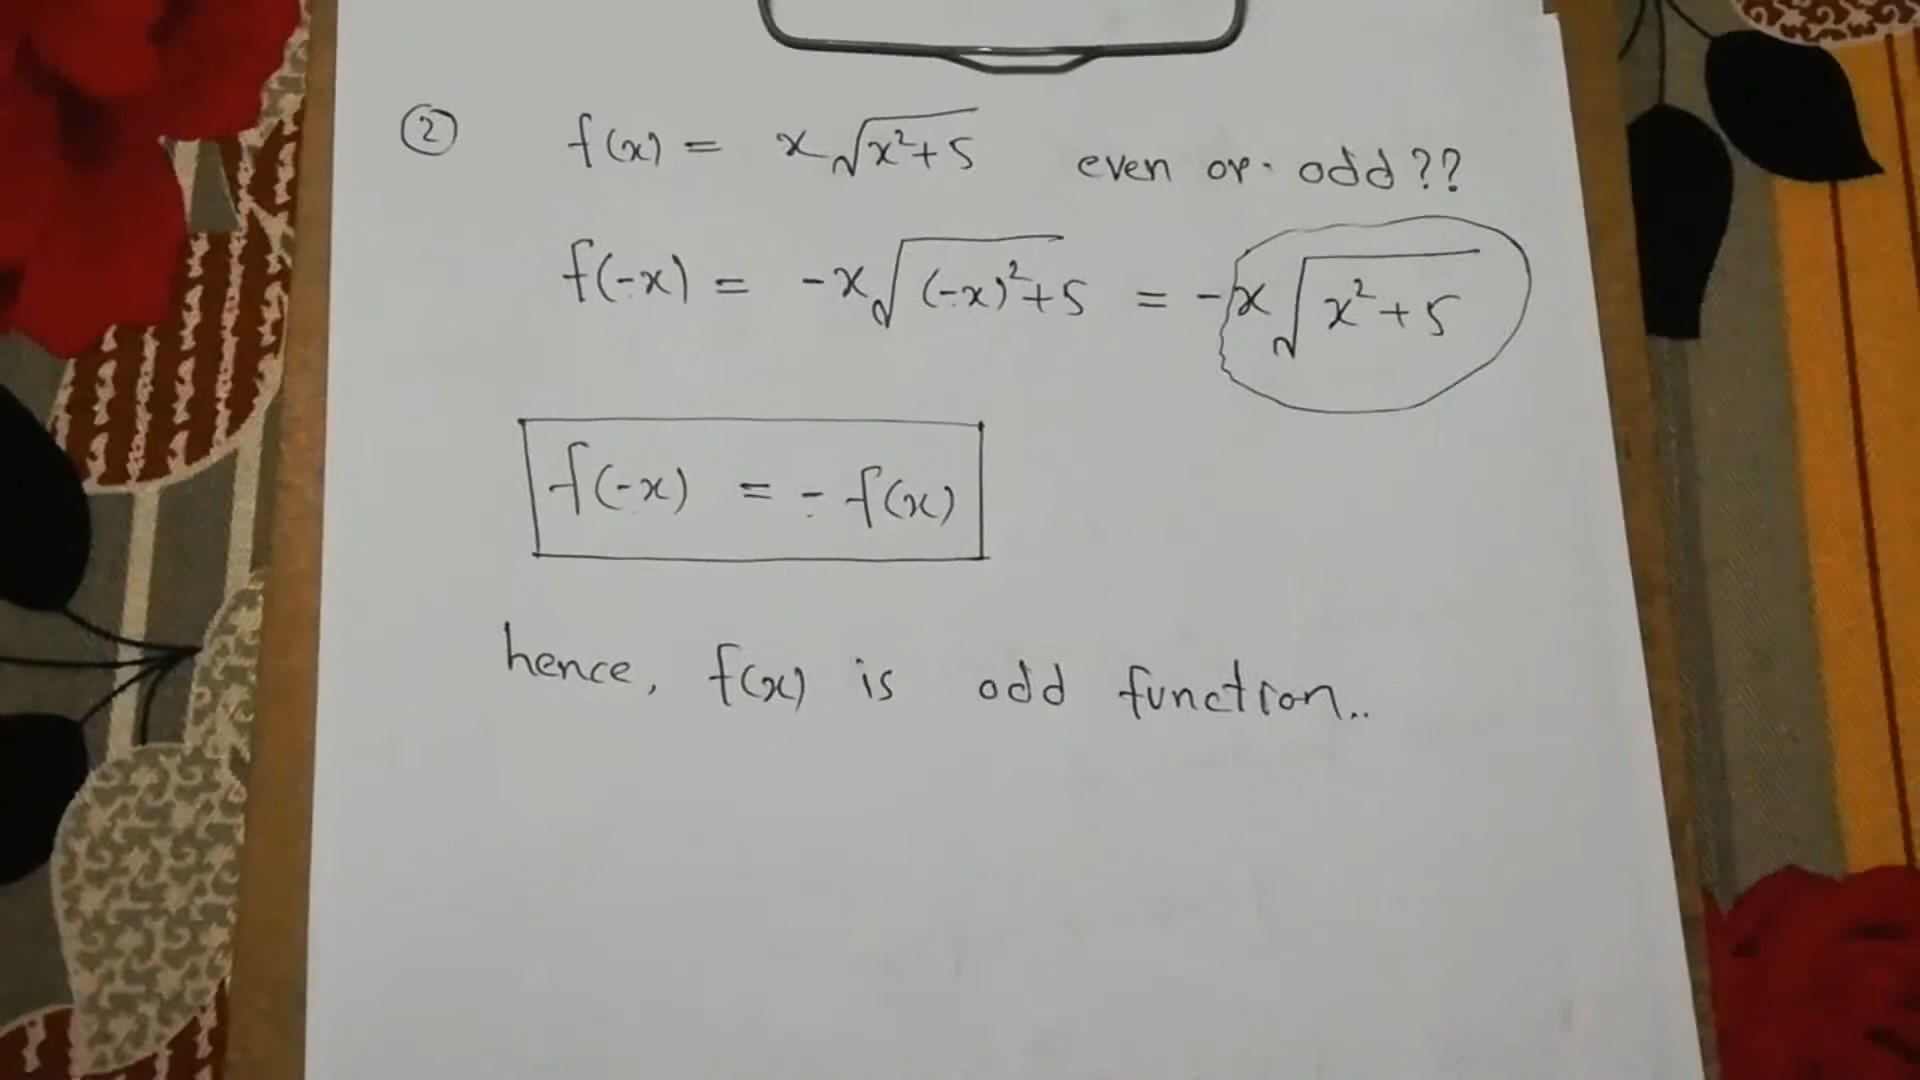 ② f(x) = x√(x²+5) even or odd??
f(-x) = -x√((-x)²+5) = -x√(x²+5)
f(-x) = - f(x)
hence, f(x) is odd function..